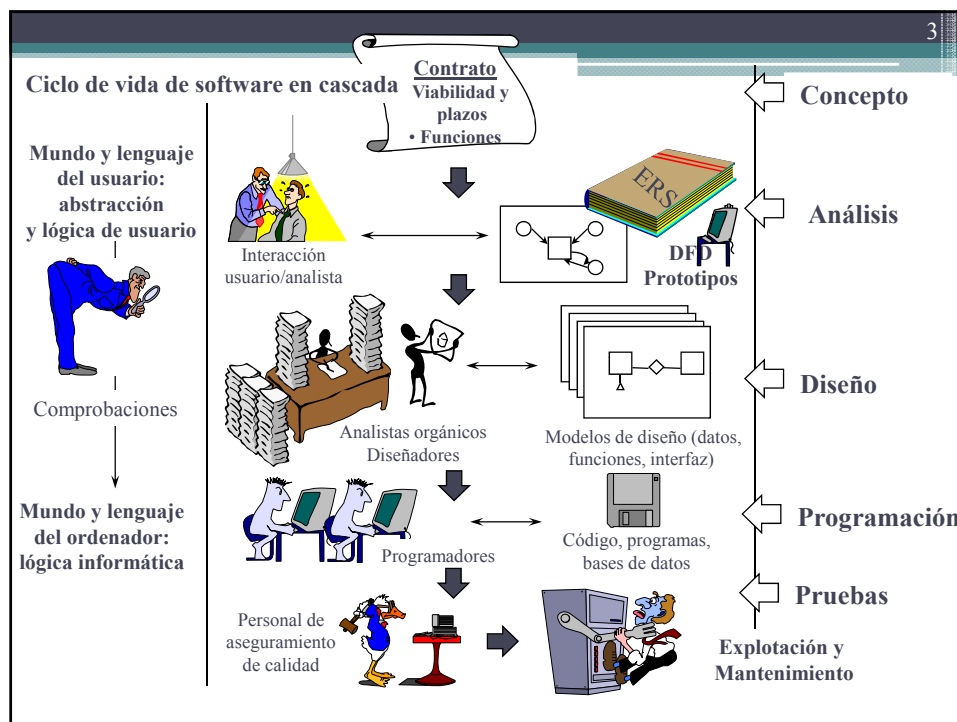 3
Ciclo de vida de software en cascada
Contrato
Viabilidad y
plazos
• Funciones
Concepto
Mundo y lenguaje
del usuario:
abstracción
y lógica de usuario
ERS
Análisis
Interacción
usuario/analista
DFD
Prototipos
Comprobaciones
Diseño
Analistas orgánicos
Diseñadores
Modelos de diseño (datos,
funciones, interfaz)
Mundo y lenguaje
del ordenador:
lógica informática
Programación
Programadores
Código, programas,
bases de datos
Pruebas
Personal de
aseguramiento
de calidad
Explotación y
Mantenimiento